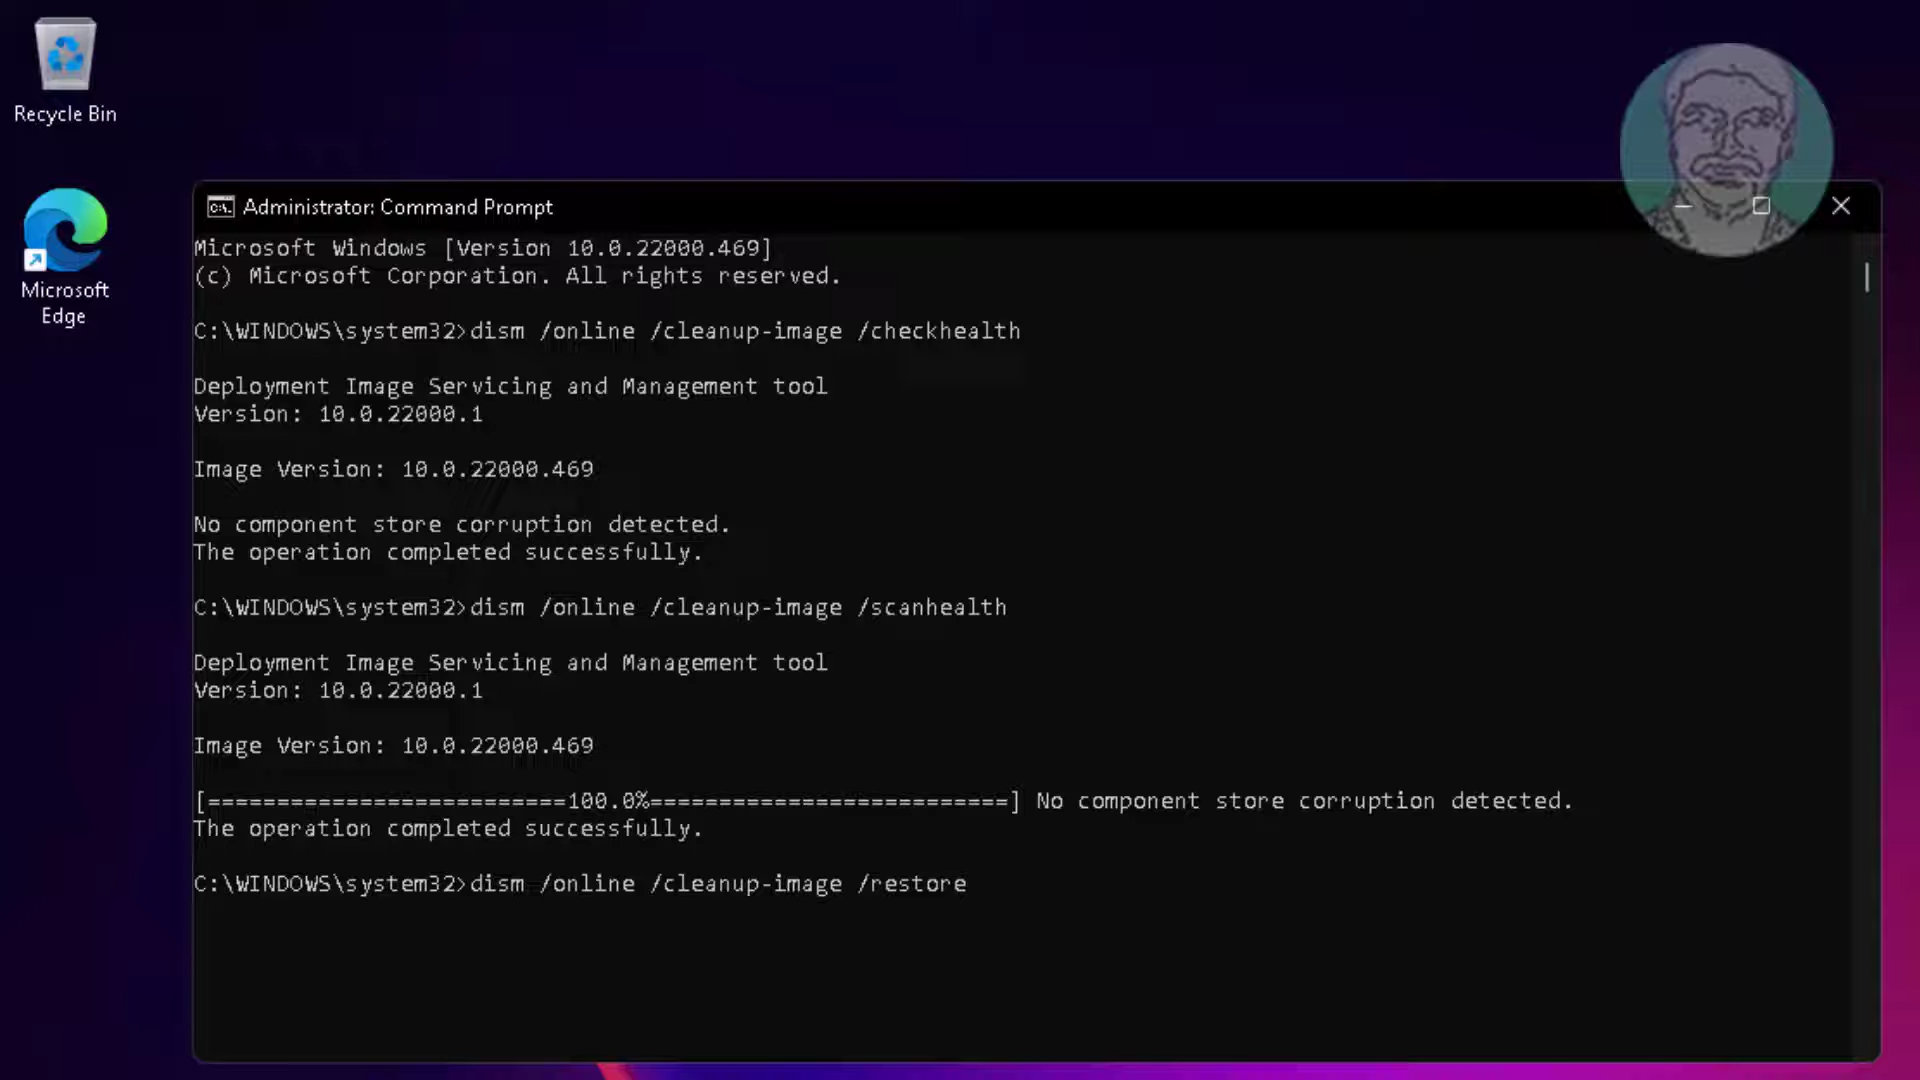 Recycle Bin
Microsoft
Edge
Administrator: Command Prompt
Microsoft Windows [Version 10.0.22000.469]
(c) Microsoft Corporation. All rights reserved.
C:\WINDOWS\system32>dism /online /cleanup-image /checkhealth
Deployment Image Servicing and Management tool
Version: 10.0.22000.1
Image Version: 10.0.22000.469
No component store corruption detected.
The operation completed successfully.
C:\WINDOWS\system32>dism /online /cleanup-image /scanhealth
Deployment Image Servicing and Management tool
Version: 10.0.22000.1
Image Version: 10.0.22000.469
[==========================100.0%==========================] No component store corruption detected.
The operation completed successfully.
C:\WINDOWS\system32>dism /online /cleanup-image /restore